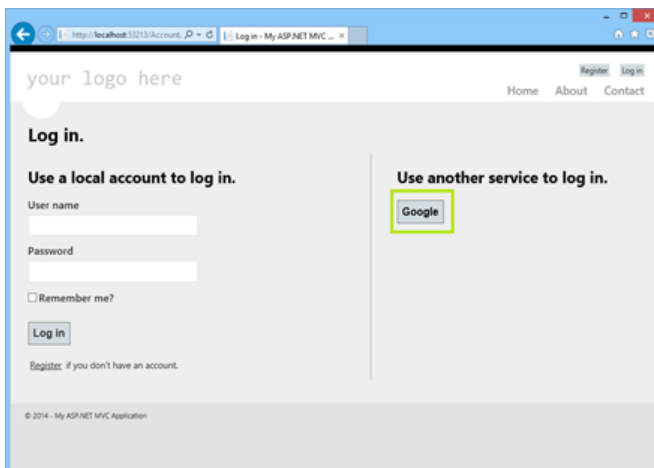 http://localhost:53213/Account,
Log in - My ASP.NET MVC ...
your logo here
Register Log in
Home About Contact
Log in.
Use a local account to log in.
Use another service to log in.
User name
Google
Password
Remember me?
Log in
Register if you don't have an account.
© 2014 - My ASP.NET MVC Application